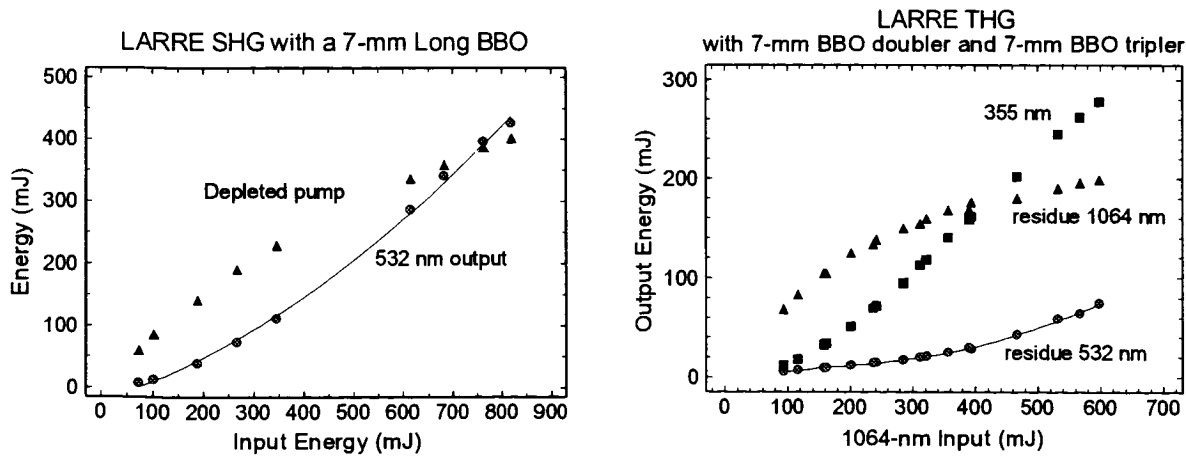 LARRE SHG with a 7-mm Long BBO
500
400
300
200
100
0
Energy (mJ)
Depleted pump
532 nm output
0 100 200 300 400 500 600 700 800 900
Input Energy (mJ)
LARRE THG
with 7-mm BBO doubler and 7-mm BBO tripler
300
200
100
0
Output Energy (mJ)
355 nm
residue 1064 nm
residue 532 nm
0 100 200 300 400 500 600 700
1064-nm Input (mJ)